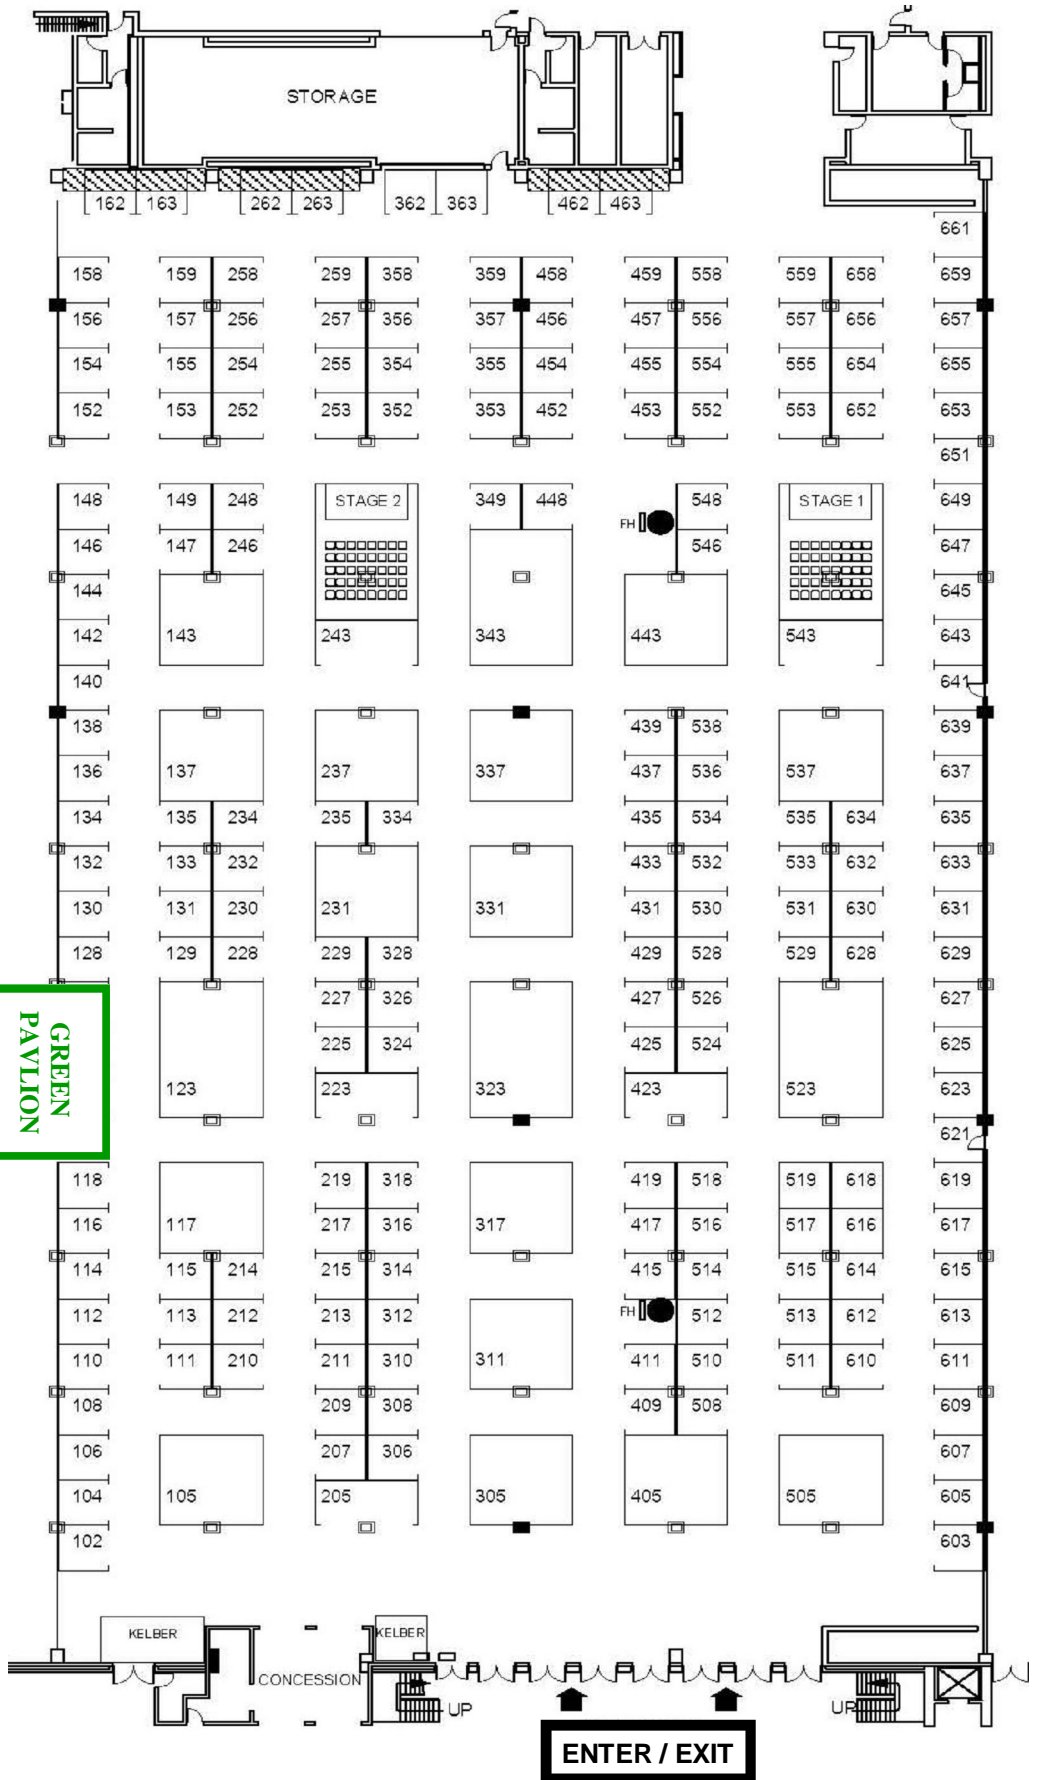 STORAGE
162 163 262 263 362 363 462 463
661
158 159 258 259 358 359 458 459 558 559 658 659
156 157 256 257 356 357 456 457 556 557 656 657
154 155 254 255 354 355 454 455 554 555 654 655
152 153 252 253 352 353 452 453 552 553 652 653
651
148 149 248 STAGE 2 349 448 548 STAGE 1 649
FH
146 147 246 546 647
144 645
142 143 243 343 443 543 643
140 641
138 439 538 639
136 137 237 337 437 536 537 637
134 135 234 235 334 435 534 535 634 635
132 133 232 433 532 533 632 633
130 131 230 231 331 431 530 531 630 631
128 129 228 229 328 429 528 529 628 629
227 326 427 526 627
GREEN
PAVLION
225 324 425 524 625
123 223 323 423 523 623
621
118 219 318 419 518 519 618 619
116 117 217 316 317 417 516 517 616 617
114 115 214 215 314 415 514 515 614 615
112 113 212 213 312 FH 512 513 612 613
110 111 210 211 310 311 411 510 511 610 611
108 209 308 409 508 609
106 207 306 607
104 105 205 305 405 505 605
102 603
KELBER KELBER
CONCESSION
UP UP
ENTER / EXIT